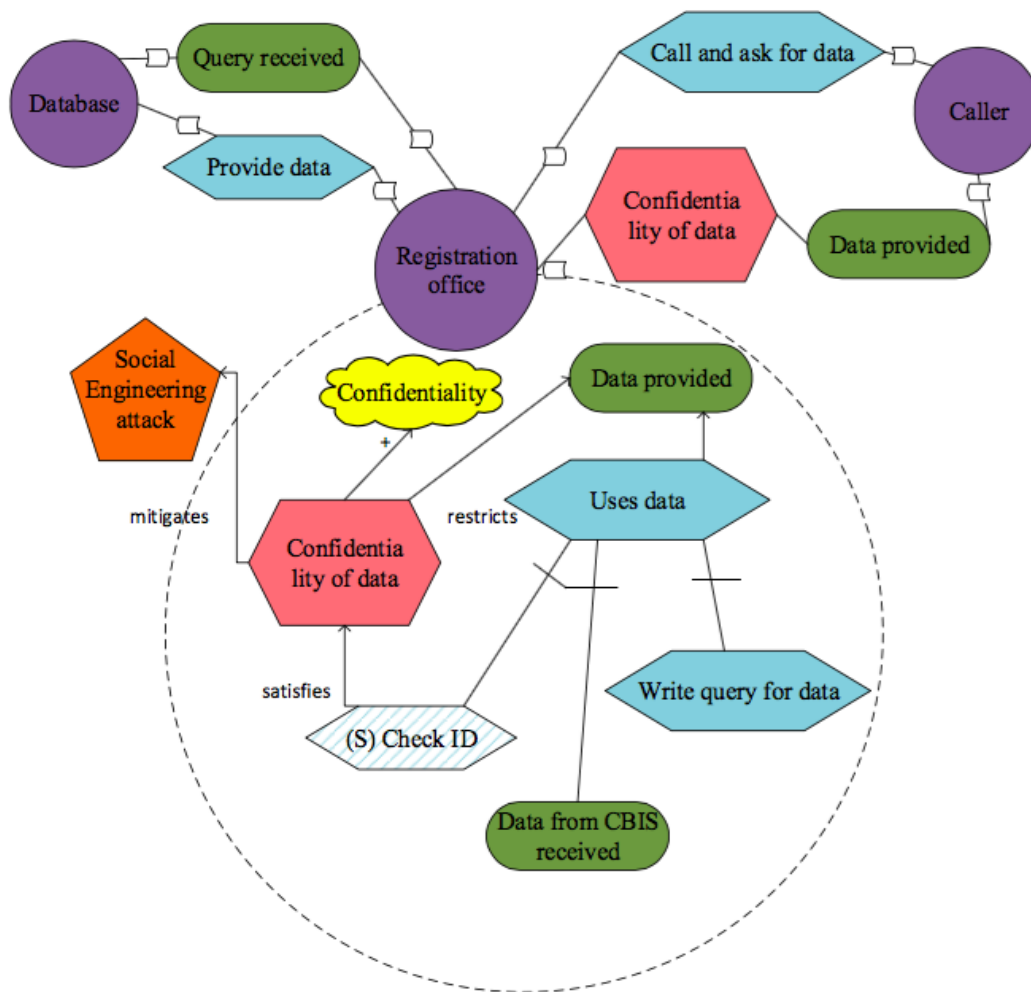 Query received
Call and ask for data
Database
Caller
Provide data
Confidentia
lity of data
Data provided
Registration
office
Social
Engineering
attack
Confidentiality
Data provided
+
mitigates
restricts
Uses data
Confidentia
lity of data
satisfies
Write query for data
(S) Check ID
Data from CBIS
received